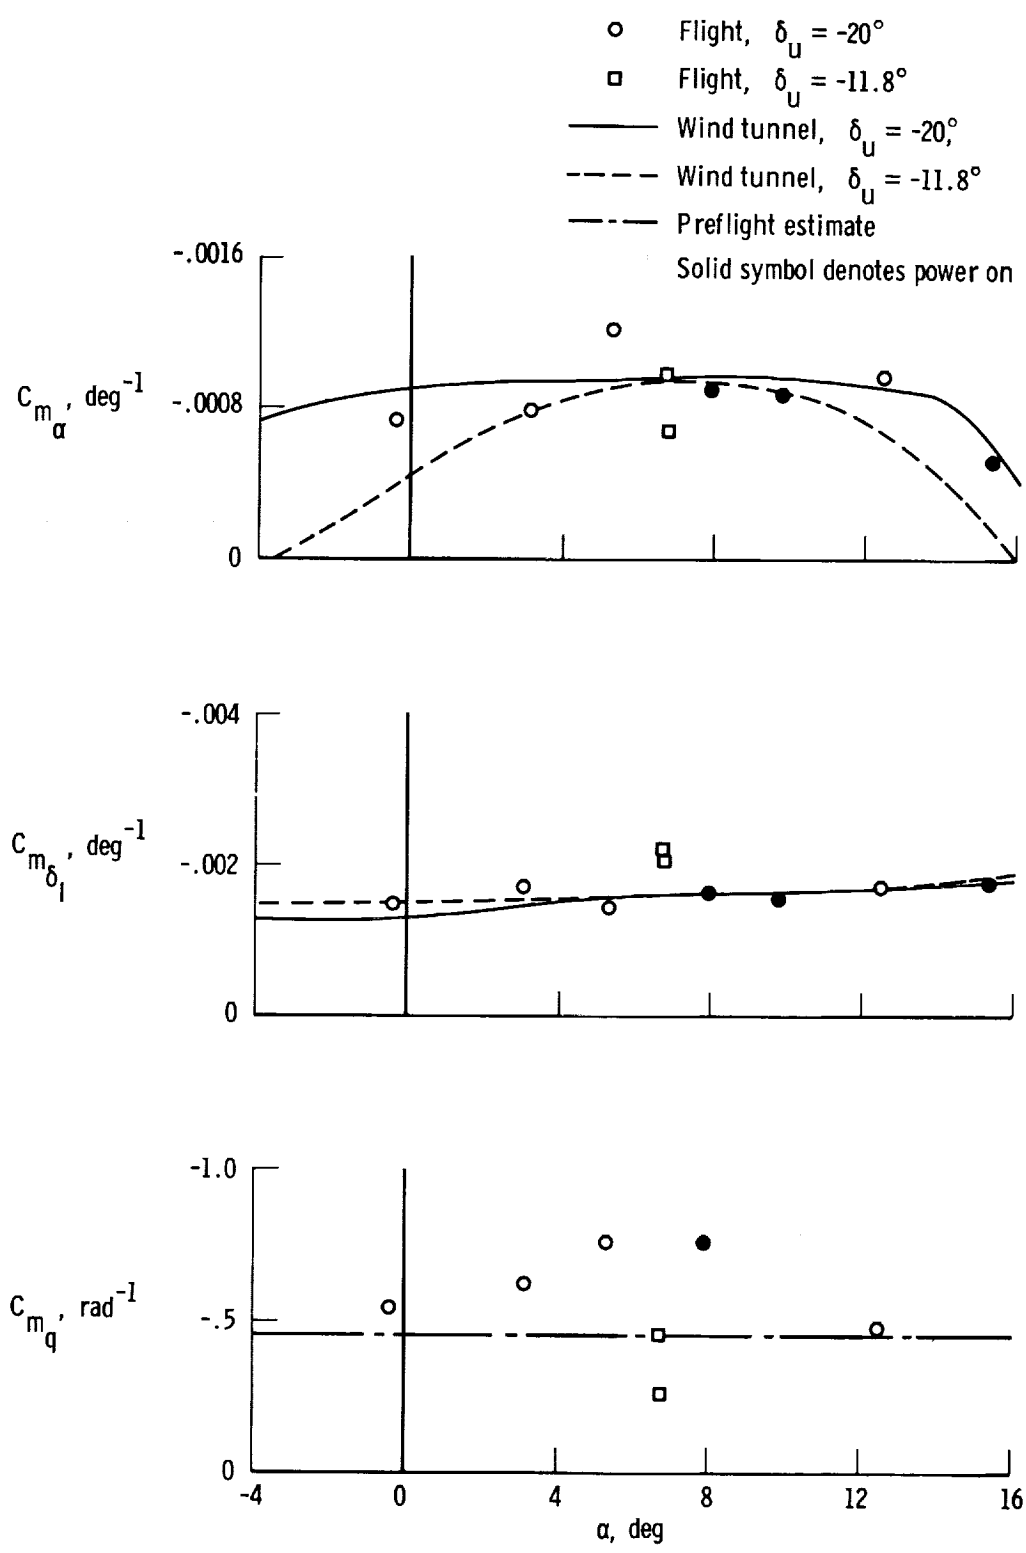 Flight, δu = -20°
Flight, δu = -11.8°
Wind tunnel, δu = -20,°
Wind tunnel, δu = -11.8°
Preflight estimate
Solid symbol denotes power on
-.0016
Cmα, deg-1
-.0008
0
-.004
Cmδl, deg-1
-.002
0
-1.0
Cmq, rad-1
-.5
0
-4 0 4 8 12 16
α, deg